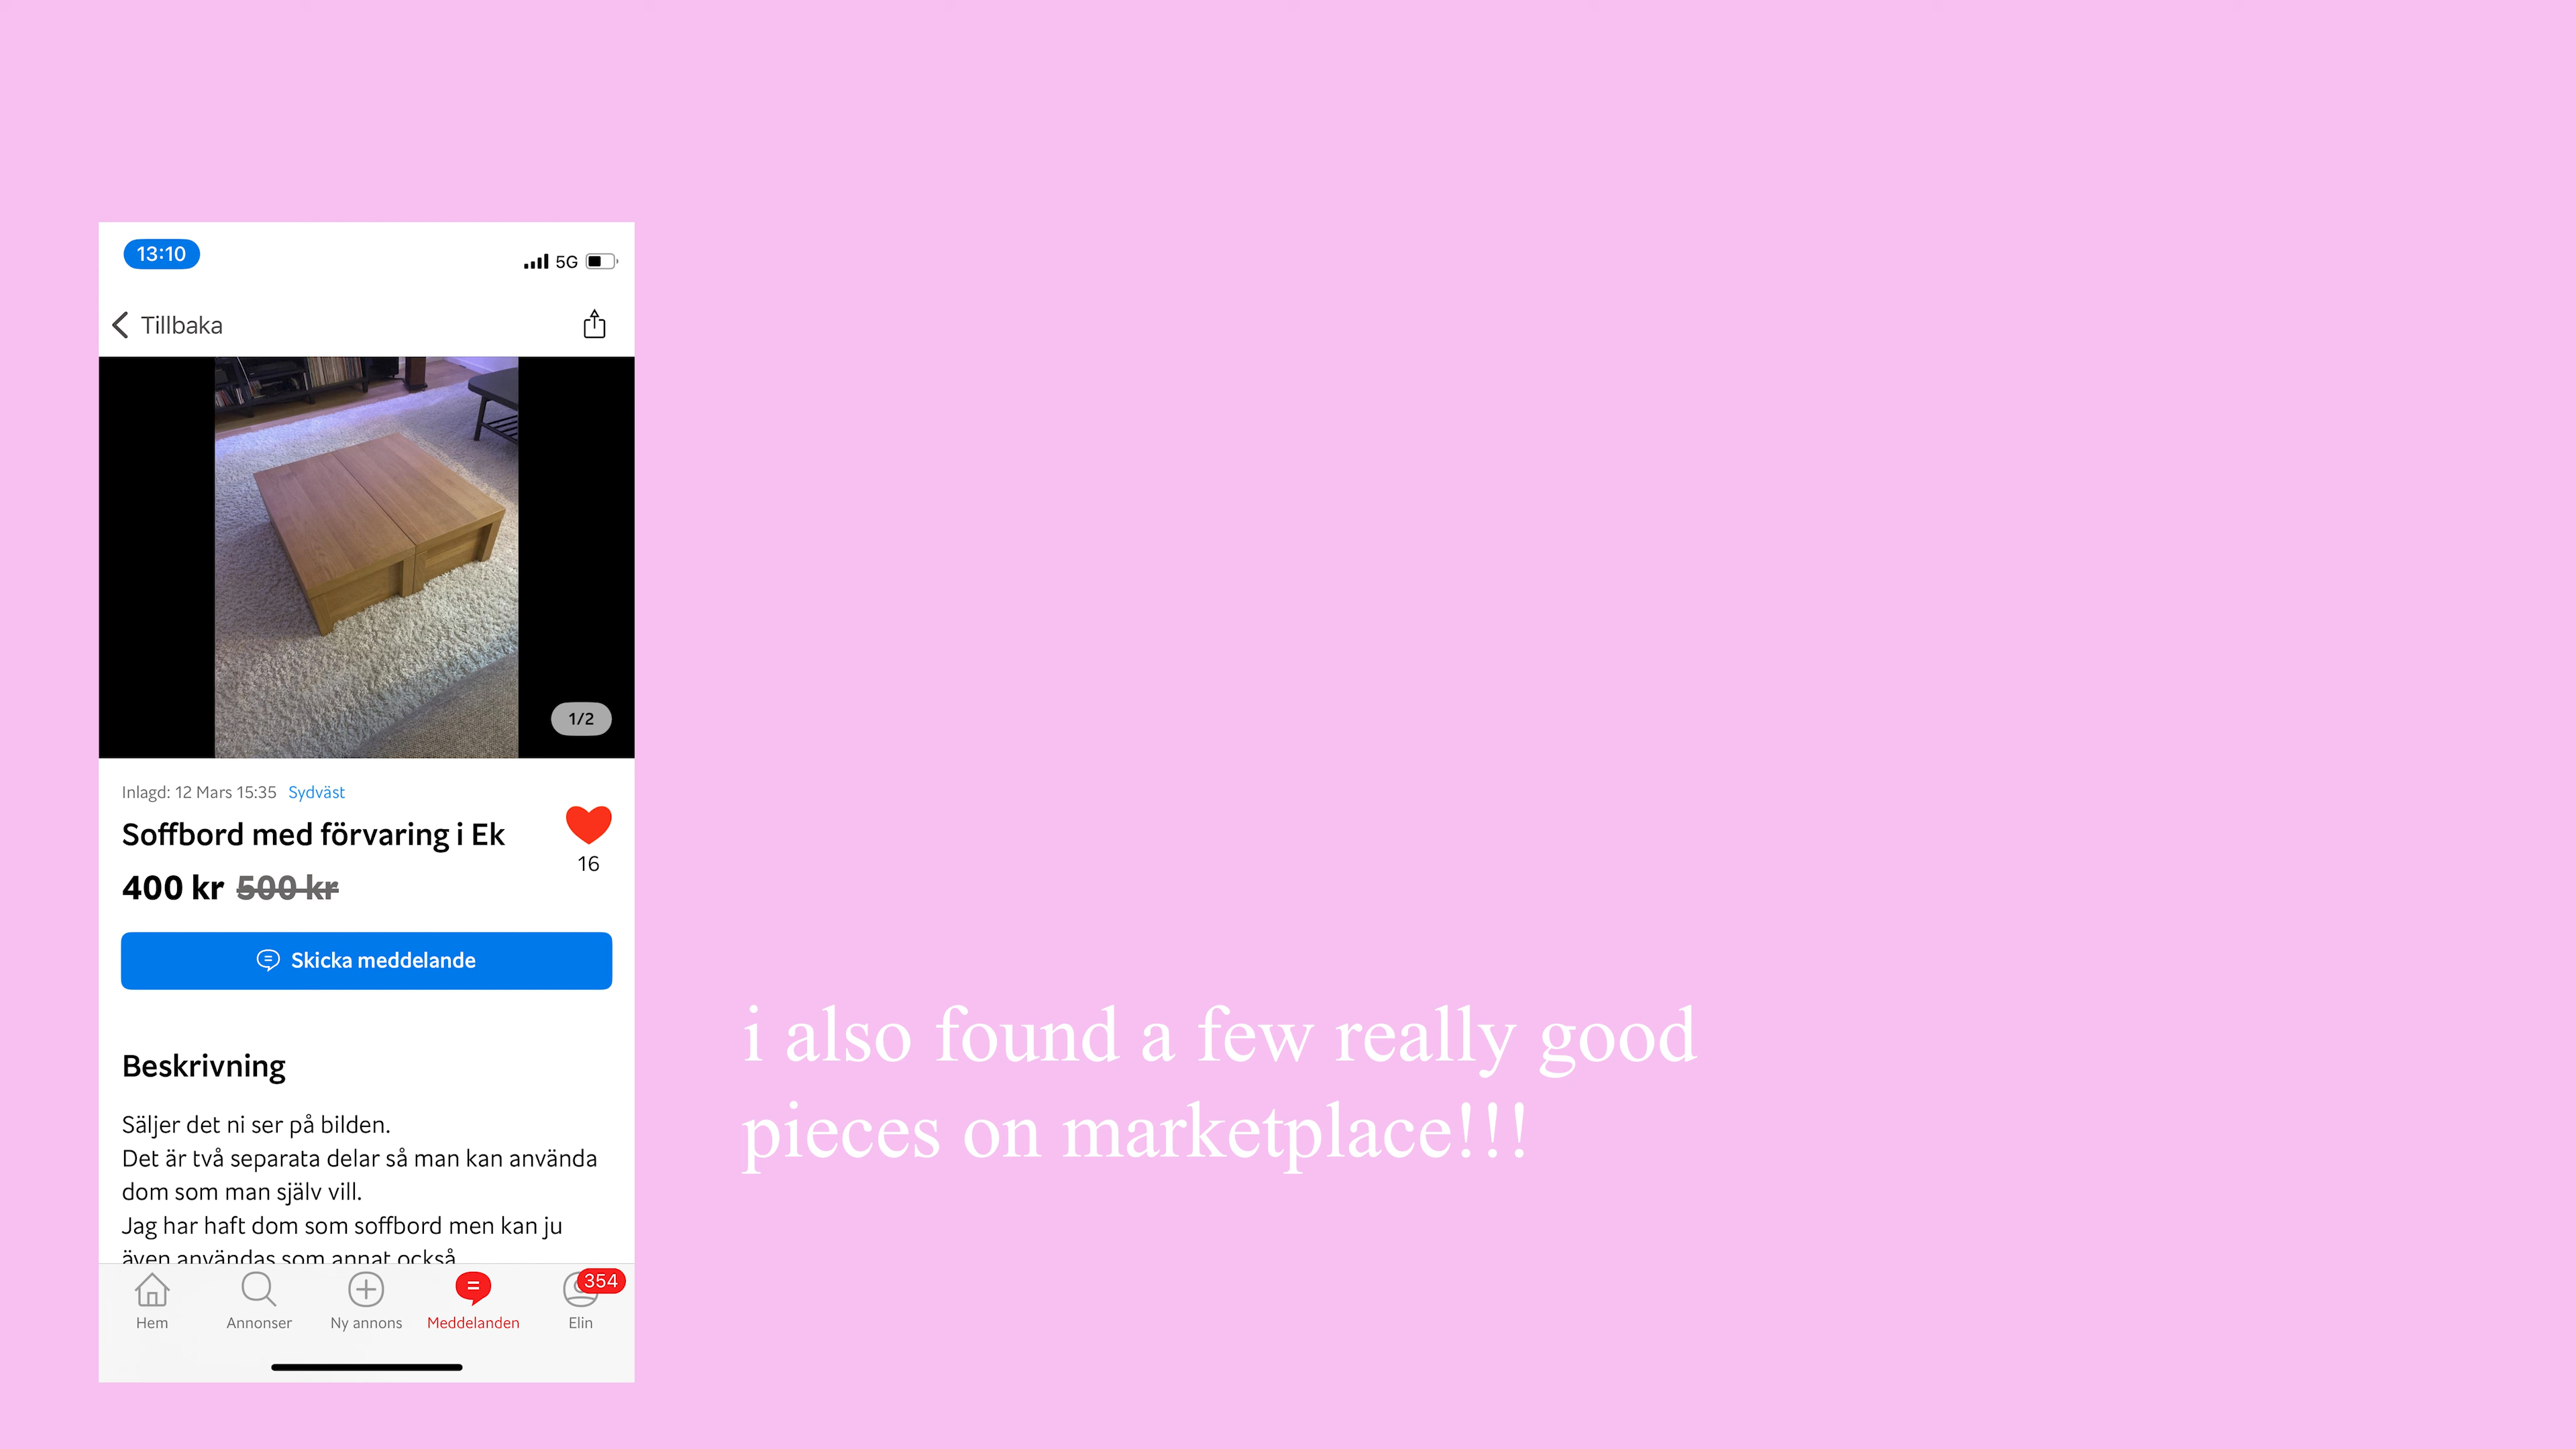 13:10
5G
Tillbaka
1/2
Inlagd: 12 Mars 15:35 Sydväst
Soffbord med förvaring i Ek
16
400 kr 500 kr
Skicka meddelande
Beskrivning
Säljer det ni ser på bilden.
Det är två separata delar så man kan använda
dom som man själv vill.
Jag har haft dom som soffbord men kan ju
även användas som annat också
354
Hem Annonser Ny annons Meddelanden Elin
i also found a few really good
pieces on marketplace!!!